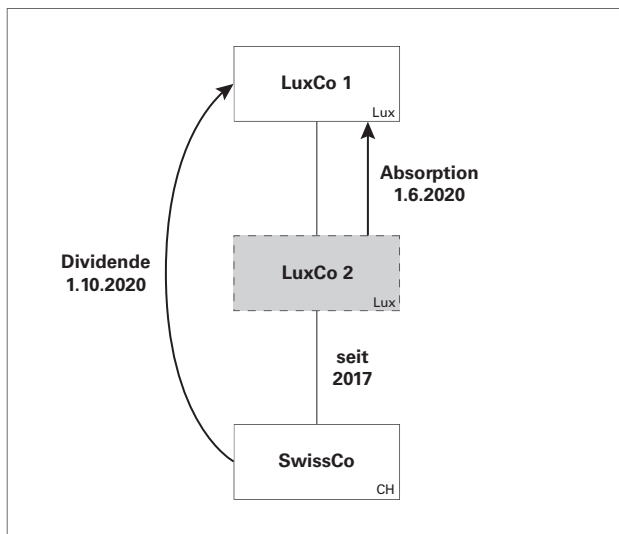 LuxCo 1
Lux
Absorption
1.6.2020
Dividende
1.10.2020
LuxCo 2
Lux
seit
2017
SwissCo
CH